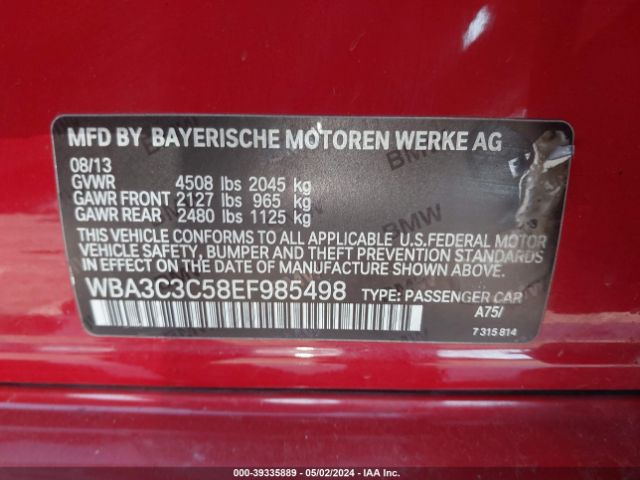 MFD BY BAYERISCHE MOTOREN WERKE AG
08/13
GVWR 4508 lbs 2045 kg
GAWR FRONT 2127 lbs 965 kg
GAWR REAR 2480 lbs 1125 kg
THIS VEHICLE CONFORMS TO ALL APPLICABLE U.S.FEDERAL MOTOR
VEHICLE SAFETY, BUMPER AND THEFT PREVENTION STANDARDS
IN EFFECT ON THE DATE OF MANUFACTURE SHOWN ABOVE.
WBA3C3C58EF985498 TYPE: PASSENGER CAR
A75/
7 315 814
BMW
000-39335889 - 05/02/2024 - IAA Inc.